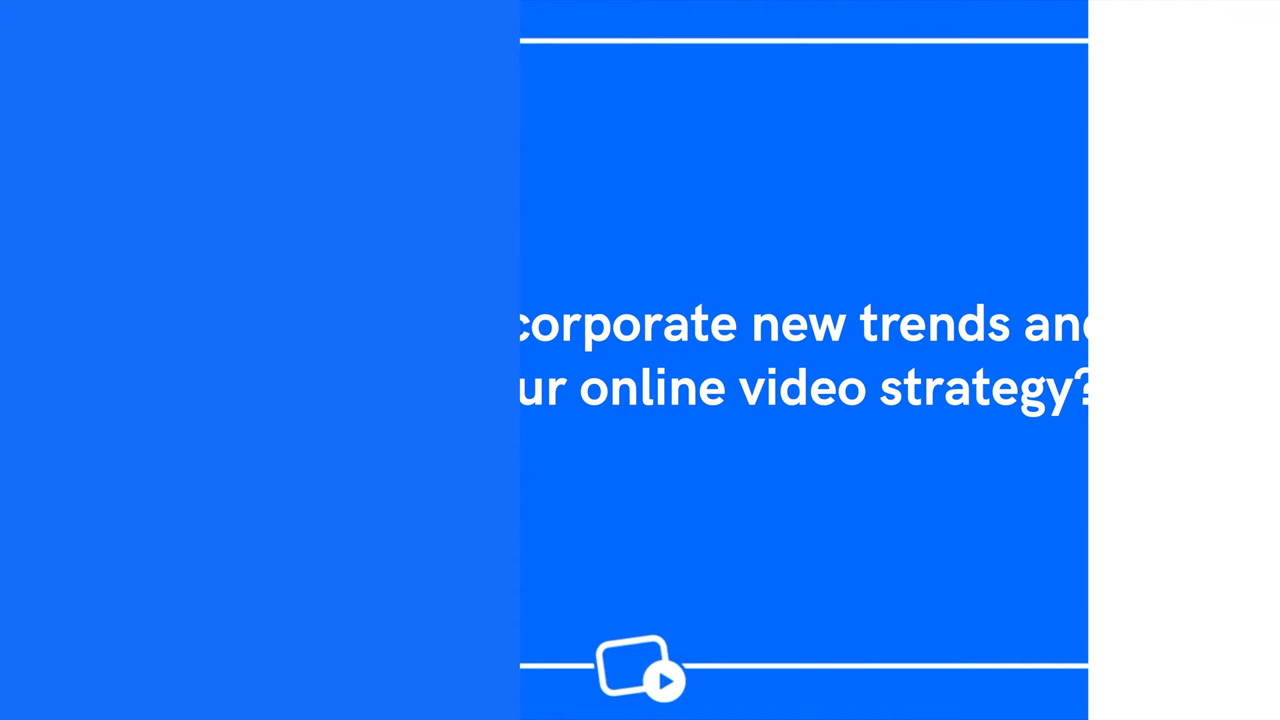 corporate new trends and
ur online video strategy?